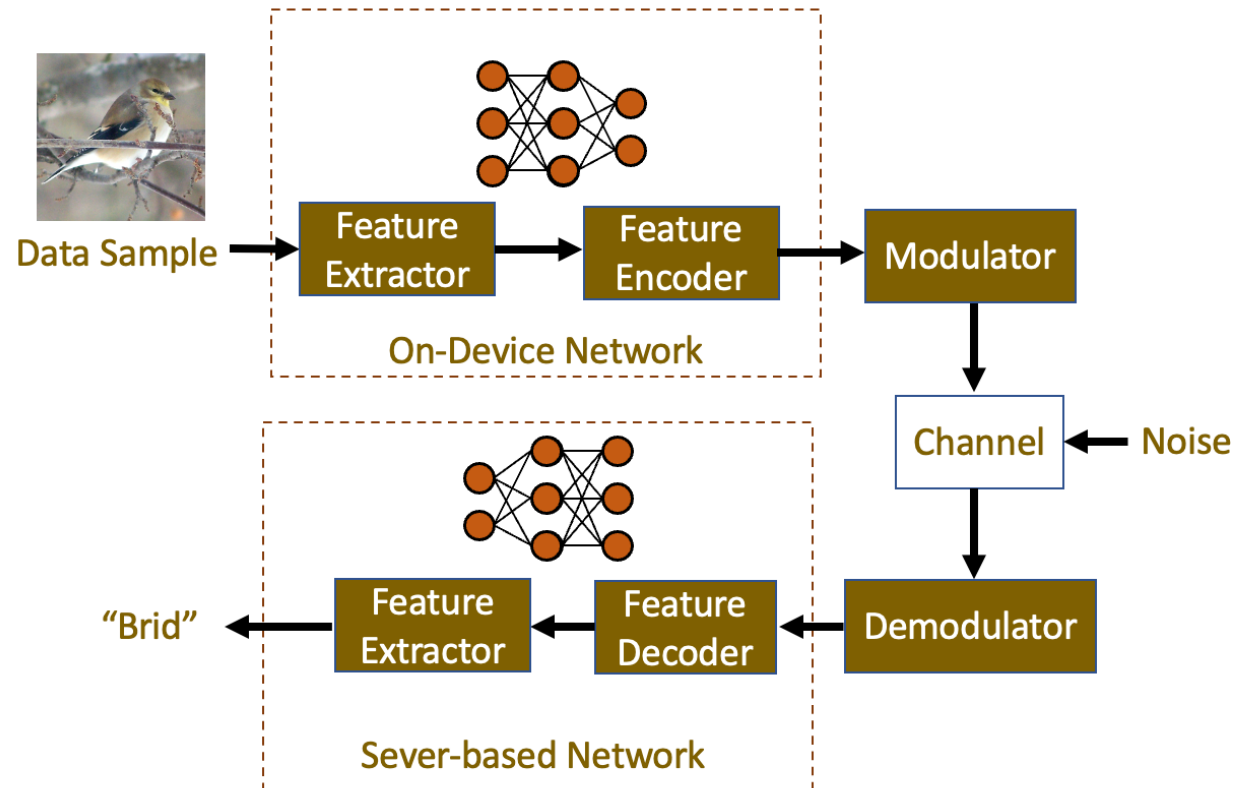 Data Sample
Feature
Extractor
Feature
Encoder
Modulator
On-Device Network
Channel
Noise
“Brid”
Feature
Extractor
Feature
Decoder
Demodulator
Sever-based Network